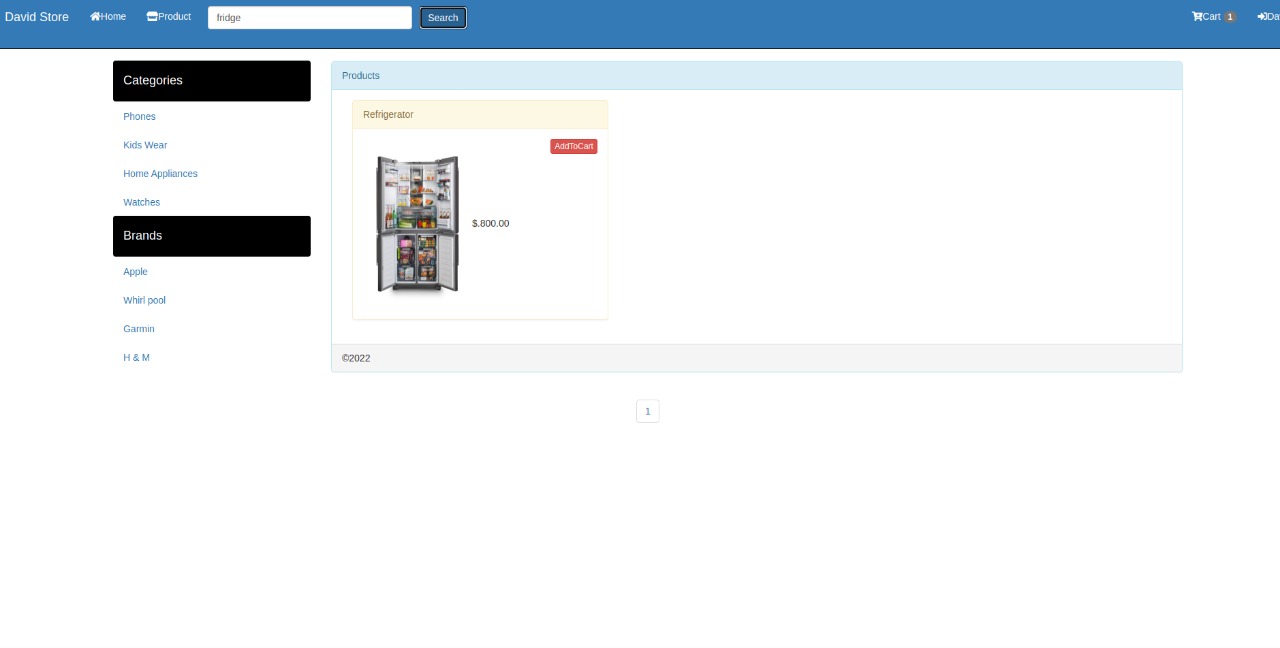 David Store Home Product fridge Search Cart 1 Da
Categories
Phones
Kids Wear
Home Appliances
Watches
Brands
Apple
Whirl pool
Garmin
H & M
Products
Refrigerator
AddToCart
$.800.00
©2022
1